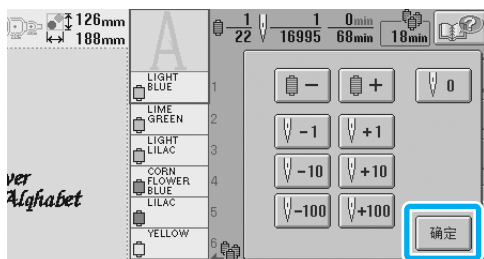 126mm
188mm
A
1
22
1
16995
0min
68min
18min
LIGHT
BLUE
1
LIME
GREEN
2
LIGHT
LILAC
3
CORN
FLOWER
BLUE
4
LILAC
5
YELLOW
6
ver
Alqhabet
-
+
0
-1
+1
-10
+10
-100
+100
确定